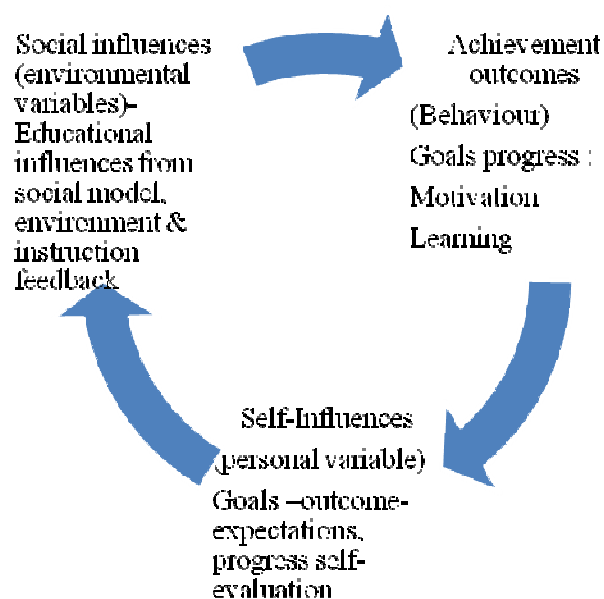 Social influences
(environmental
variables)-
Educational
influences from
social model,
environment &
instruction
feedback
Achievement
outcomes
(Behaviour)
Goals progress :
Motivation
Learning
Self-Influences
(personal variable)
Goals –outcome-
expectations,
progress self-
evaluation